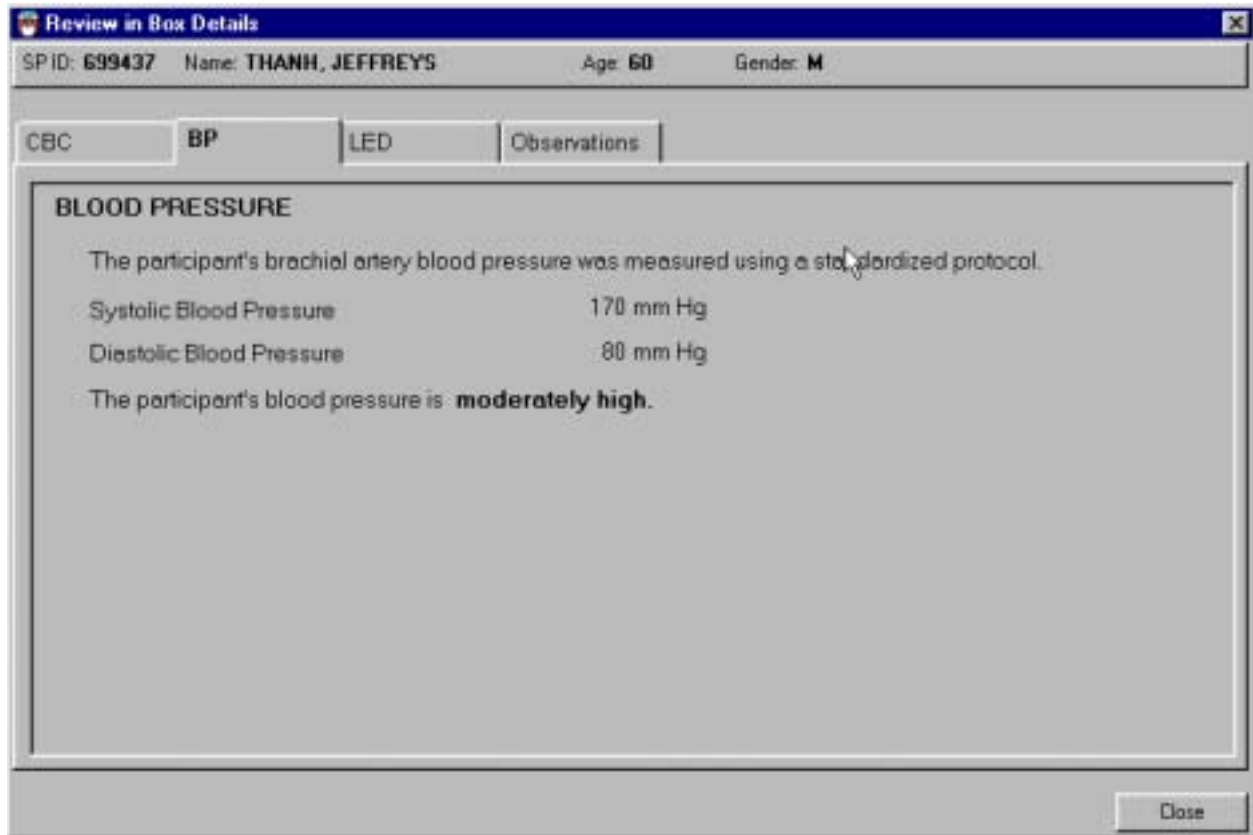 Review in Box Details
SP ID: 699437 Name: THANH, JEFFREYS Age: 60 Gender: M
CBC BP LED Observations
BLOOD PRESSURE
The participant's brachial artery blood pressure was measured using a standardized protocol.
Systolic Blood Pressure 170 mm Hg
Diastolic Blood Pressure 80 mm Hg
The participant's blood pressure is moderately high.
Close